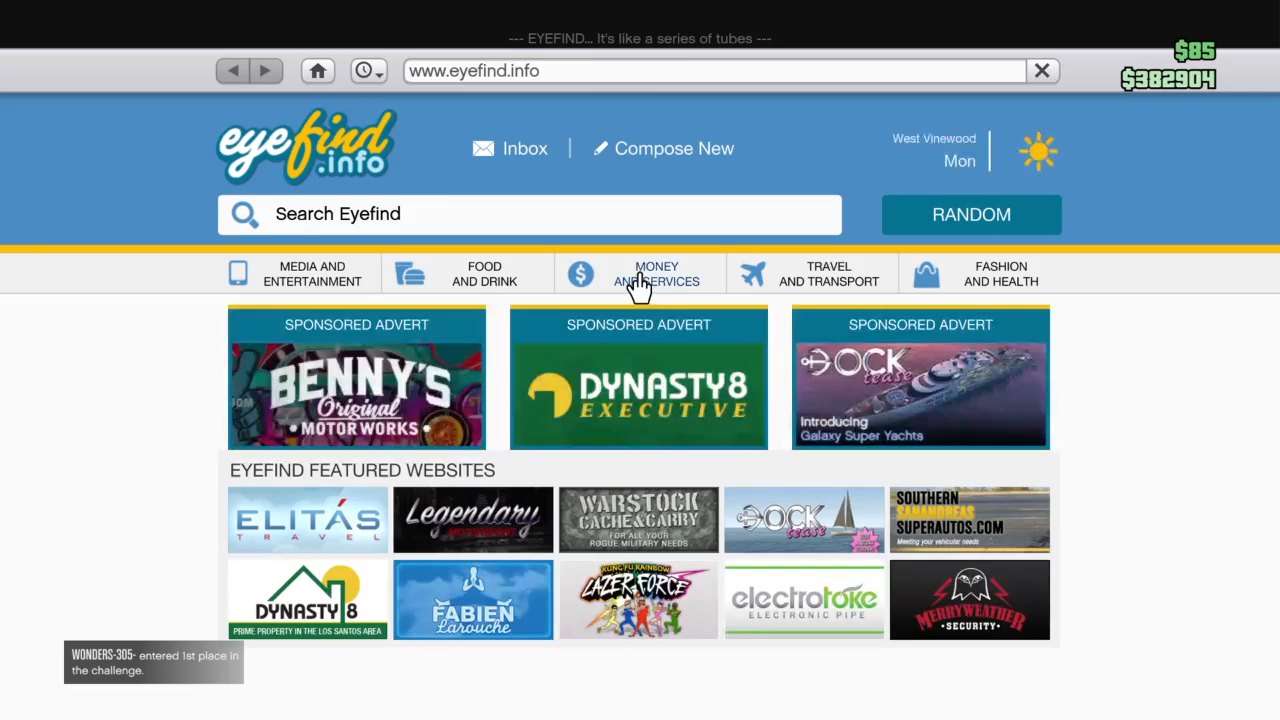 --- EYEFIND... It's like a series of tubes ---
$85
www.eyefind.info
$382904
eyefind.info
Inbox
Compose New
West Vinewood
Mon
Search Eyefind
RANDOM
MEDIA AND
ENTERTAINMENT
FOOD
AND DRINK
MONEY
AND SERVICES
TRAVEL
AND TRANSPORT
FASHION
AND HEALTH
SPONSORED ADVERT
BENNY'S
Original
• MOTOR WORKS •
SPONSORED ADVERT
DYNASTY 8
EXECUTIVE
SPONSORED ADVERT
DOCK
tease
Introducing
Galaxy Super Yachts
EYEFIND FEATURED WEBSITES
ELITÁS
TRAVEL
Legendary
MOTORSPORT
WARSTOCK
CACHE & CARRY
FOR ALL YOUR
ROGUE MILITARY NEEDS
DOCK
tease
SOUTHERN
SAN ANDREAS
SUPERAUTOS.COM
Meeting your vehicular needs
DYNASTY 8
PRIME PROPERTY IN THE LOS SANTOS AREA
FABIEN
Larouche
KUNG FU RAINBOW
LAZER FORCE
electrotoke
ELECTRONIC PIPE
MERRYWEATHER
• SECURITY •
WONDERS-305- entered 1st place in
the challenge.